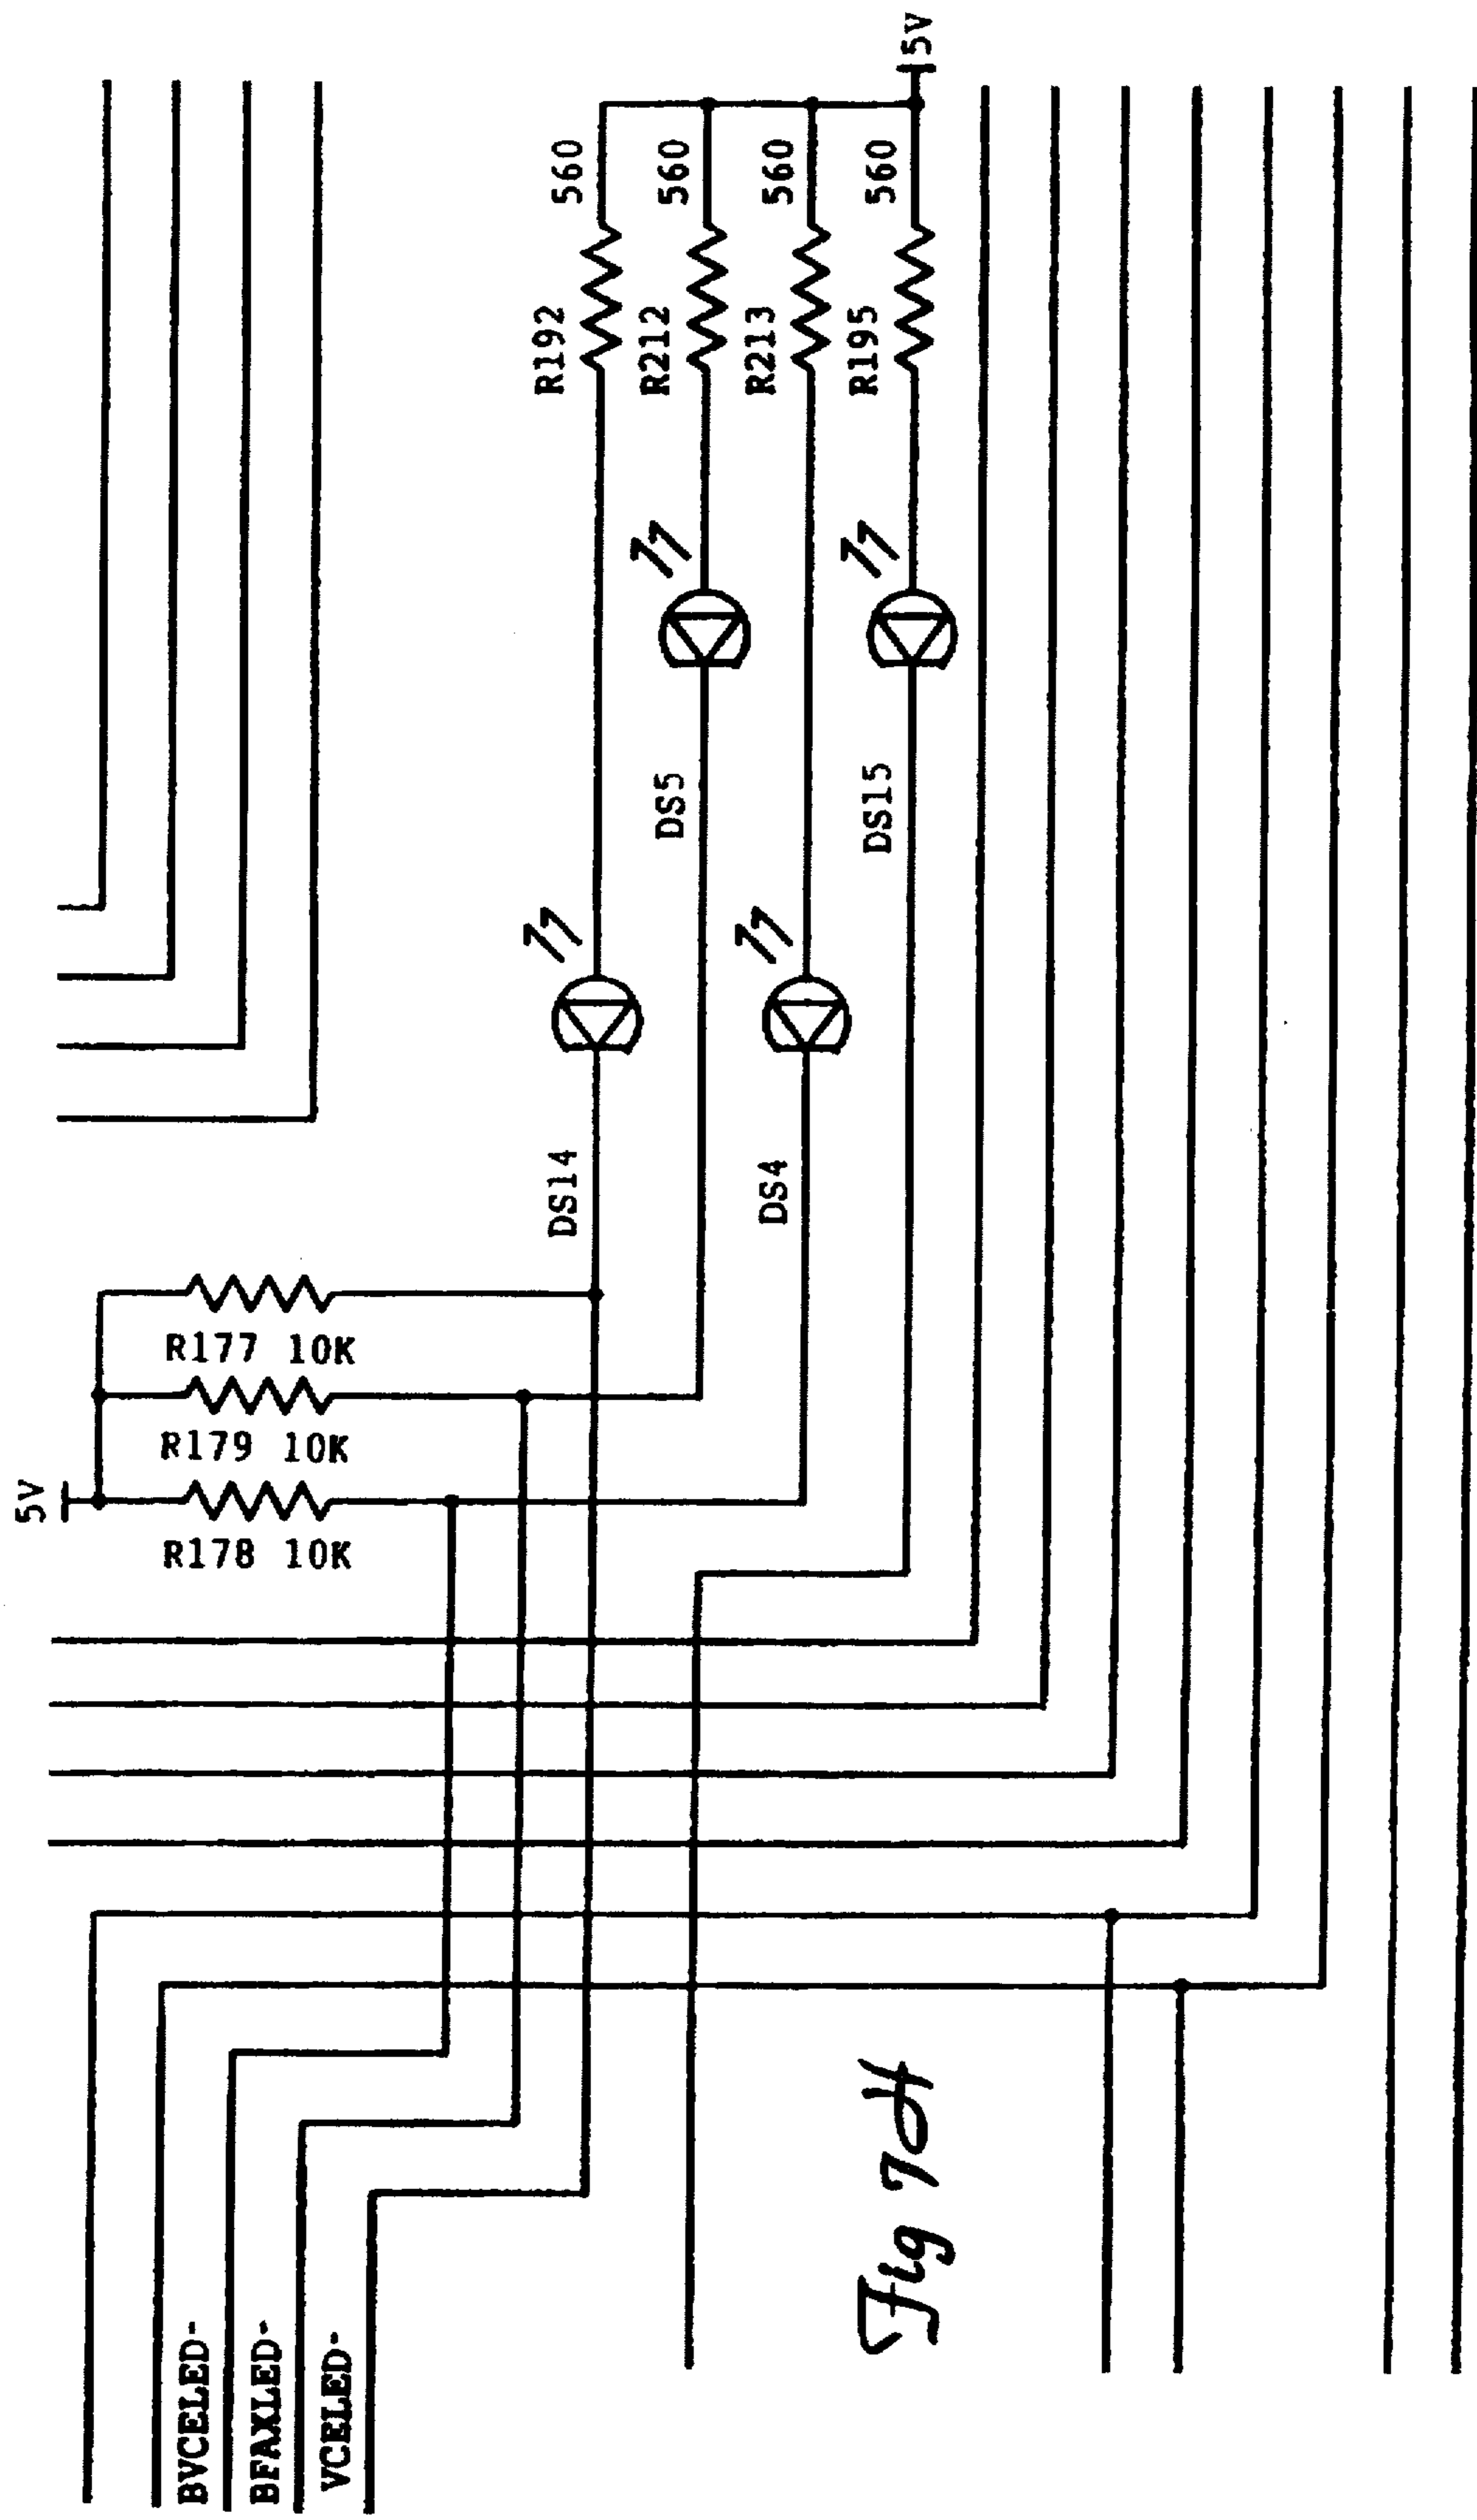 5V
560
560
560
560
R192
R212
R213
R195
DS5
DS15
DS14
DS4
R177 10K
R179 10K
5V
R178 10K
BVCELED-
BFAXLED-
VCELED-
Fig 7-H